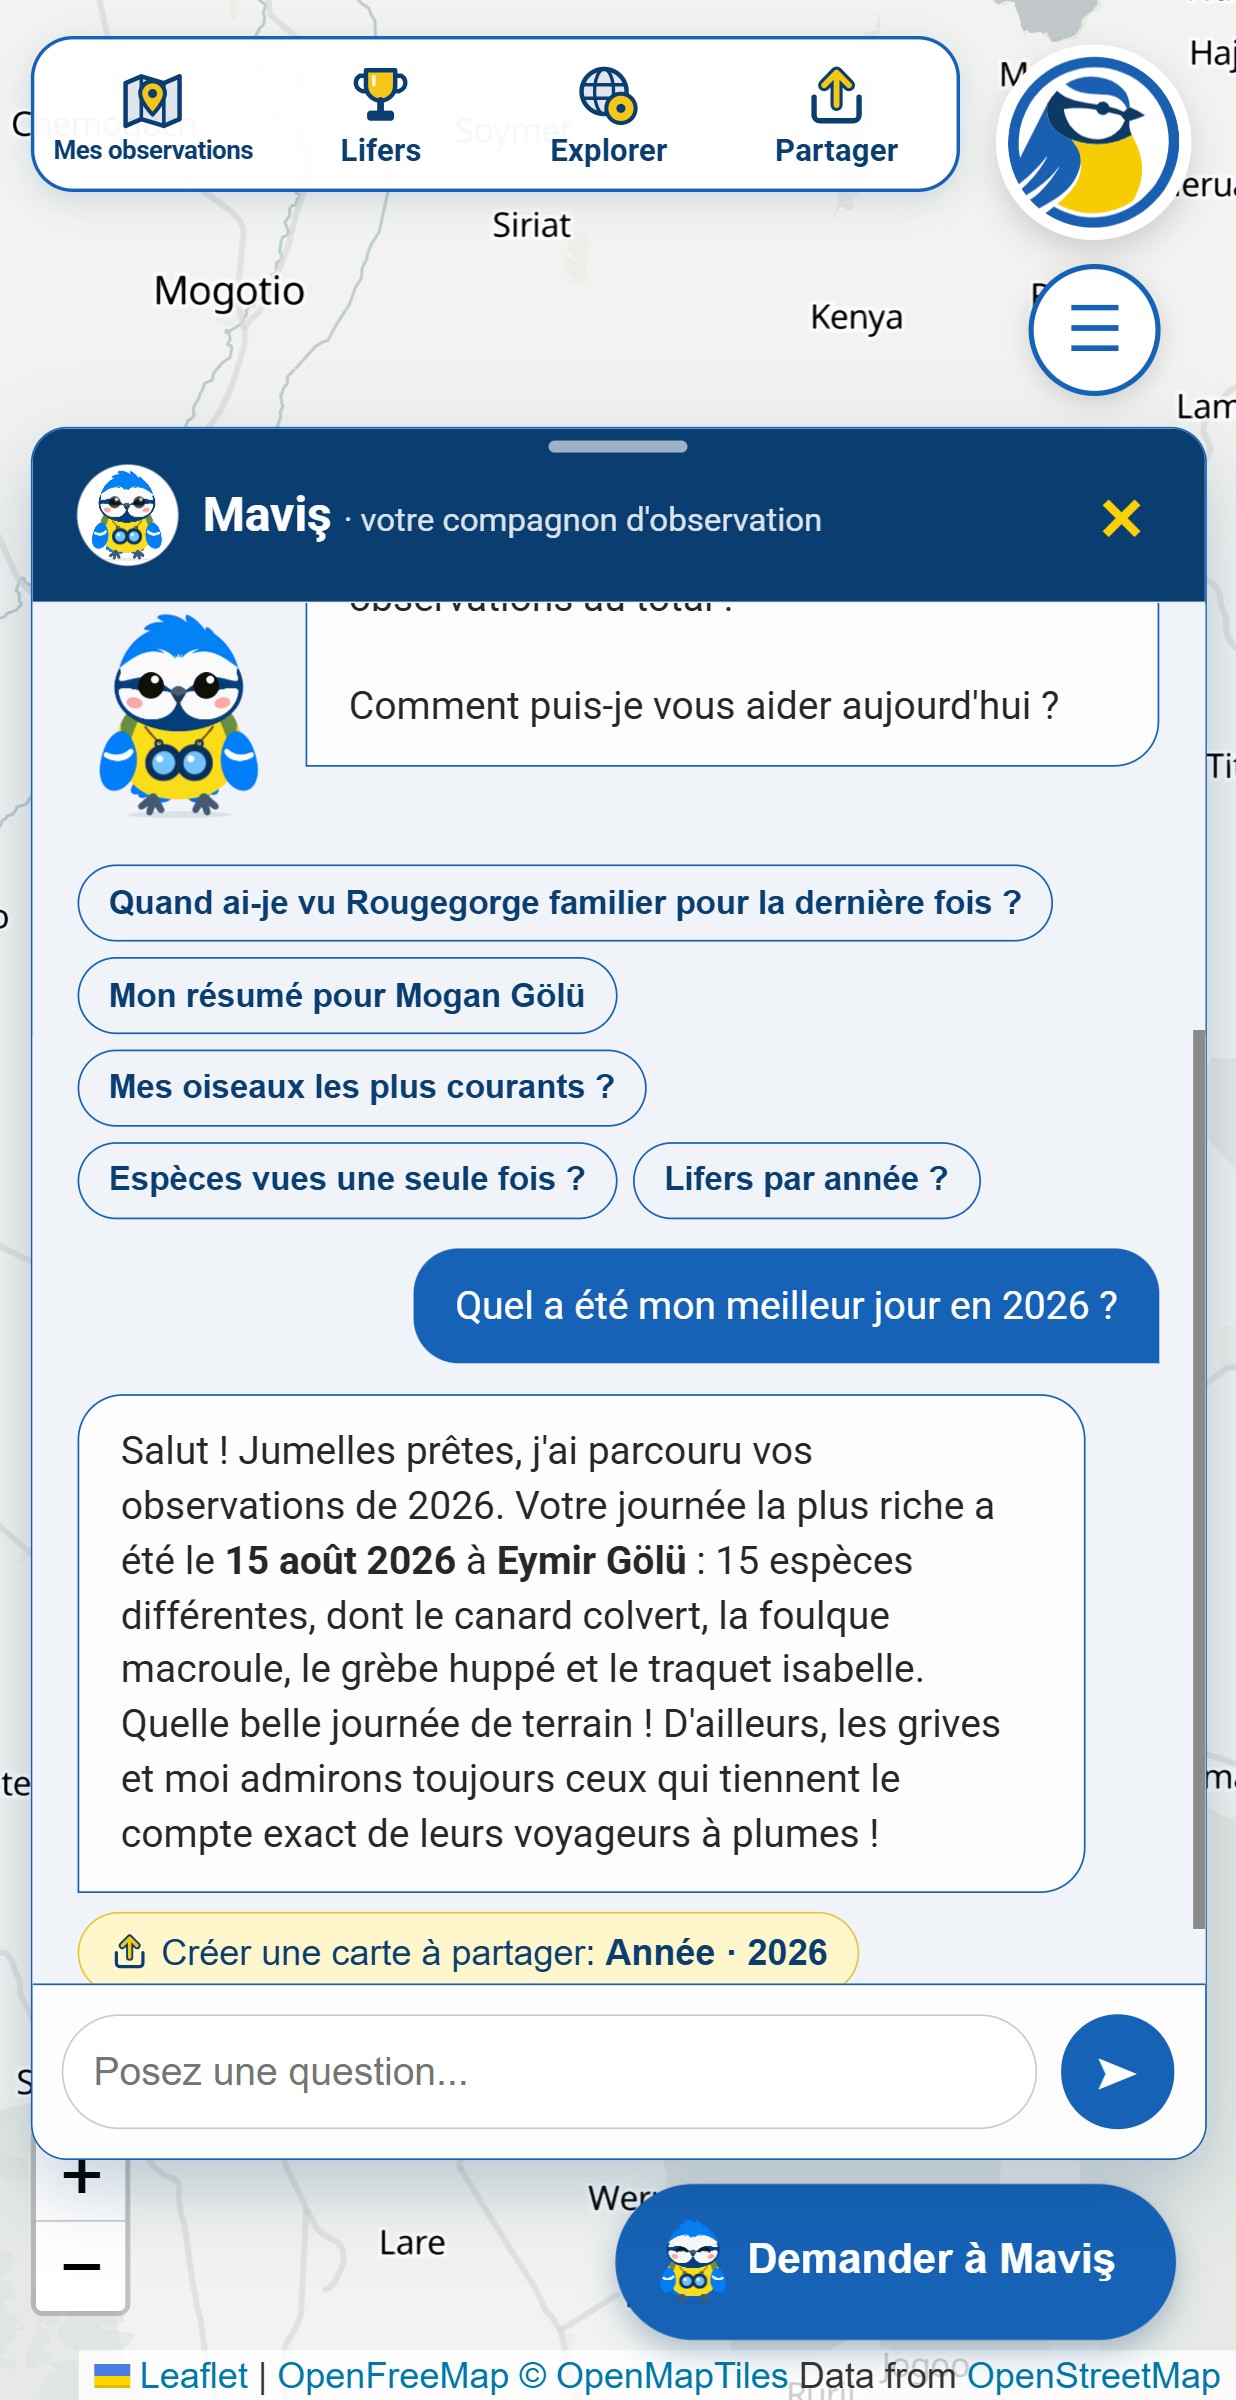 Mes observations
Lifers
Explorer
Partager
Siriat
Mogotio
Kenya
Lam
Maviş · votre compagnon d'observation
observations au total !
Comment puis-je vous aider aujourd'hui ?
Quand ai-je vu Rougegorge familier pour la dernière fois ?
Mon résumé pour Mogan Gölü
Mes oiseaux les plus courants ?
Espèces vues une seule fois ?
Lifers par année ?
Quel a été mon meilleur jour en 2026 ?
Salut ! Jumelles prêtes, j'ai parcouru vos
observations de 2026. Votre journée la plus riche a
été le 15 août 2026 à Eymir Gölü : 15 espèces
différentes, dont le canard colvert, la foulque
macroule, le grèbe huppé et le traquet isabelle.
Quelle belle journée de terrain ! D'ailleurs, les grives
et moi admirons toujours ceux qui tiennent le
compte exact de leurs voyageurs à plumes !
Créer une carte à partager: Année · 2026
Posez une question...
+
−
Lare
Demander à Maviş
Leaflet | OpenFreeMap © OpenMapTiles Data from OpenStreetMap